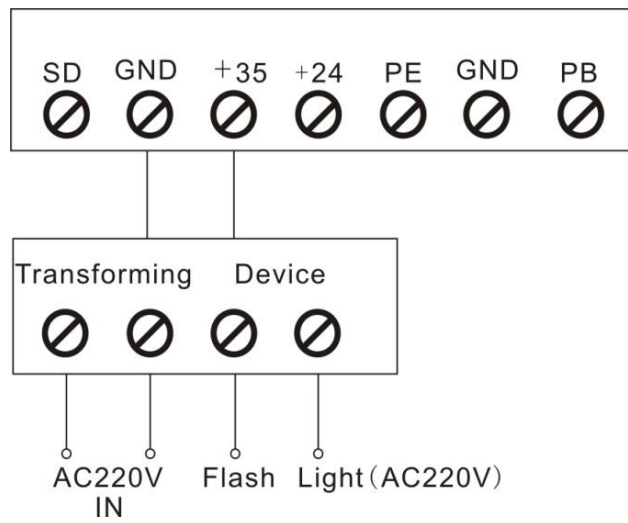 SD GND +35 +24 PE GND PB
Transforming Device
AC220V Flash Light(AC220V)
IN